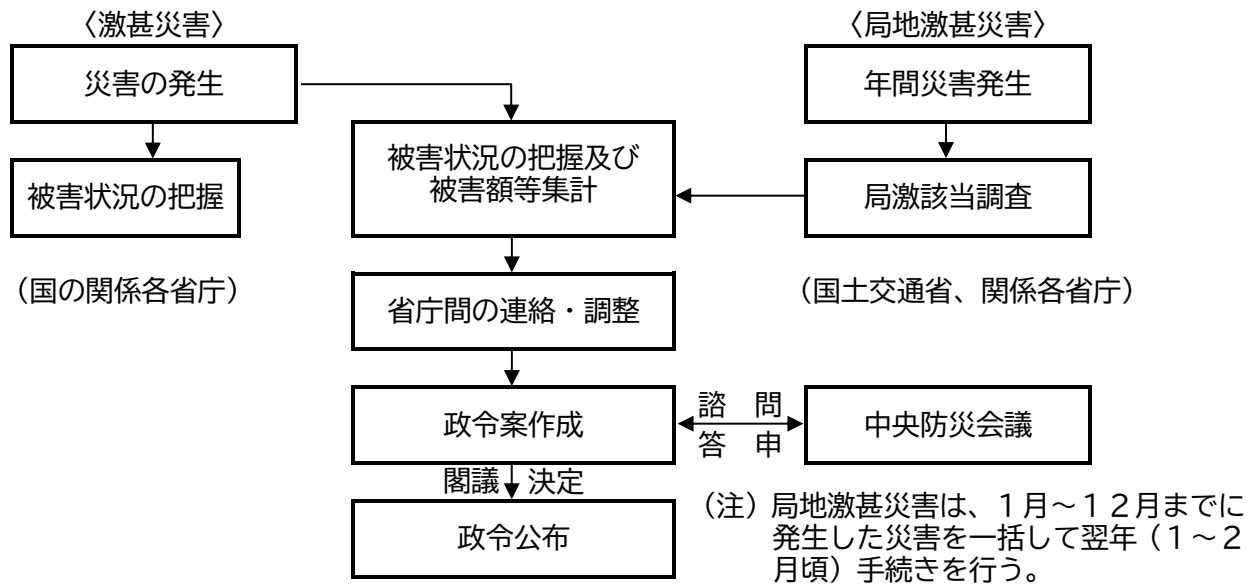 〈激甚災害〉
災害の発生
被害状況の把握
（国の関係各省庁）
〈局地激甚災害〉
年間災害発生
局激該当調査
（国土交通省、関係各省庁）
被害状況の把握及び
被害額等集計
省庁間の連絡・調整
政令案作成
諮　問
答　申
中央防災会議
閣議　決定
政令公布
（注）局地激甚災害は、１月～１２月までに
発生した災害を一括して翌年（１～２
月頃）手続きを行う。